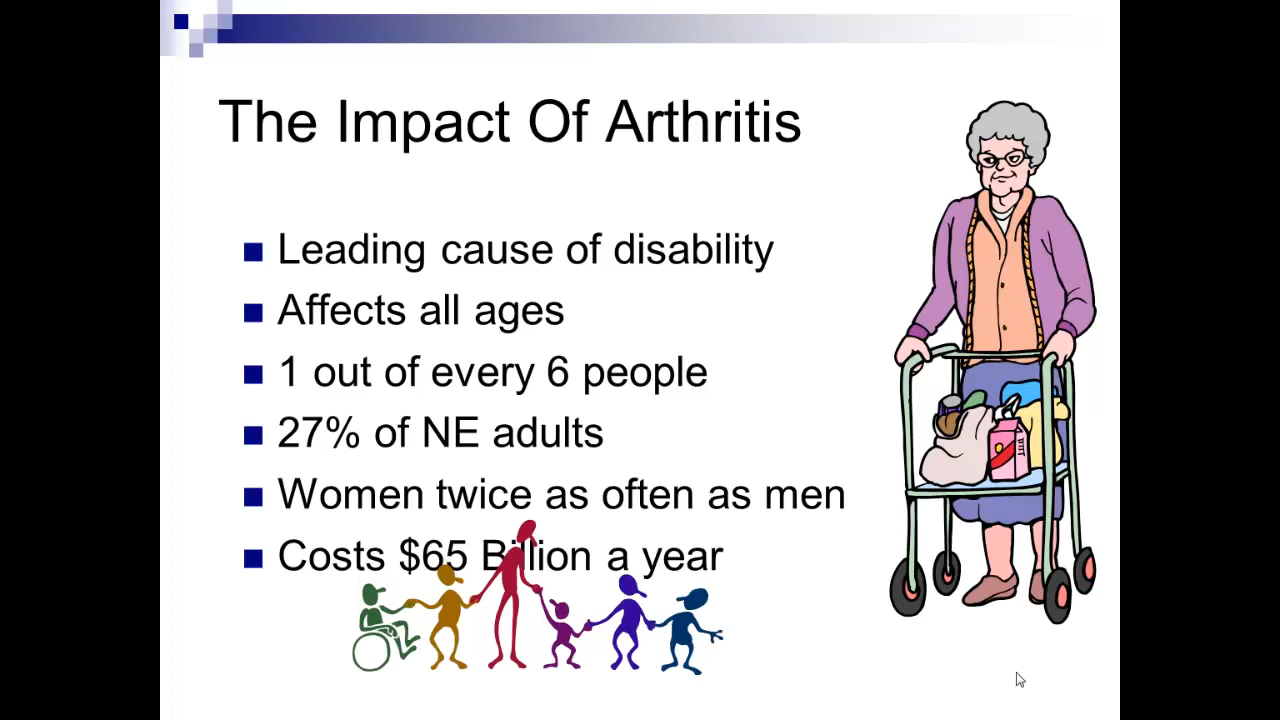 The Impact Of Arthritis
Leading cause of disability
Affects all ages
1 out of every 6 people
27% of NE adults
Women twice as often as men
Costs $65 Billion a year